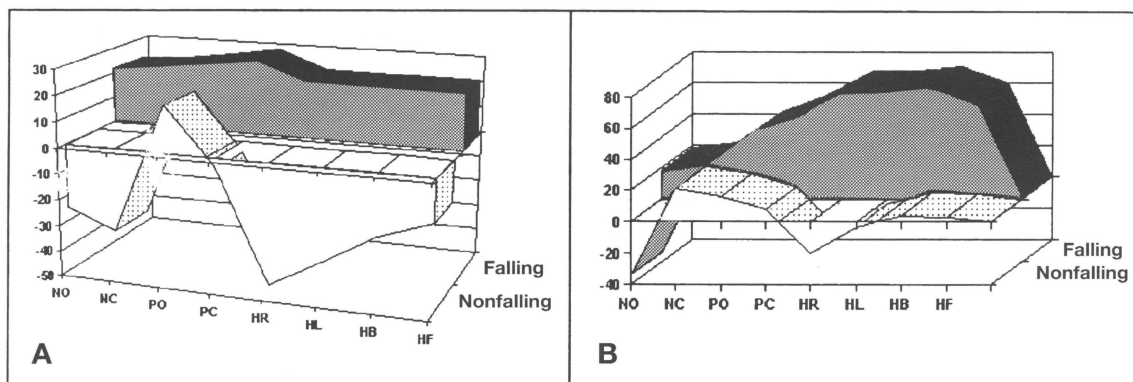 30
20
10
0
-10
-20
-30
-40
-50
NO NC PO PC HR HL HB HF
Falling
Nonfalling
A
80
60
40
20
0
-20
-40
NO NC PO PC HR HL HB HF
Falling
Nonfalling
B